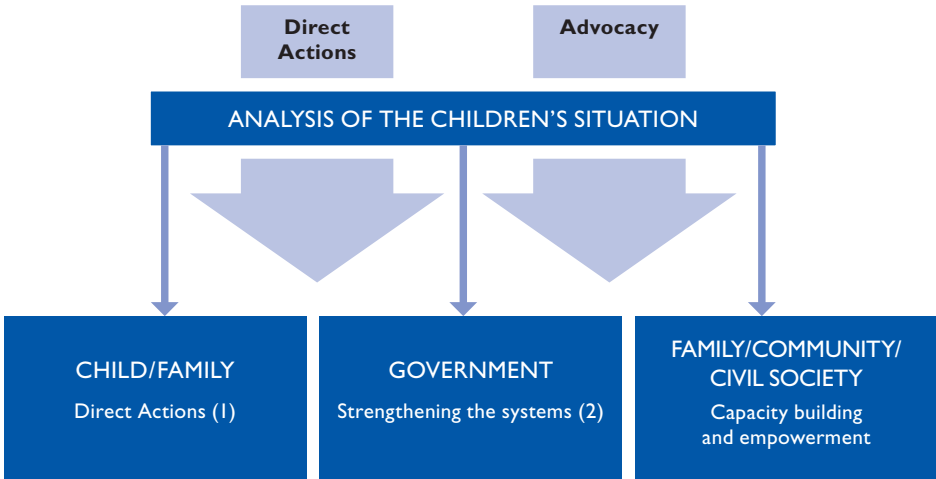 Direct
Actions
Advocacy
ANALYSIS OF THE CHILDREN’S SITUATION
CHILD/FAMILY
Direct Actions (1)
GOVERNMENT
Strengthening the systems (2)
FAMILY/COMMUNITY/
CIVIL SOCIETY
Capacity building
and empowerment